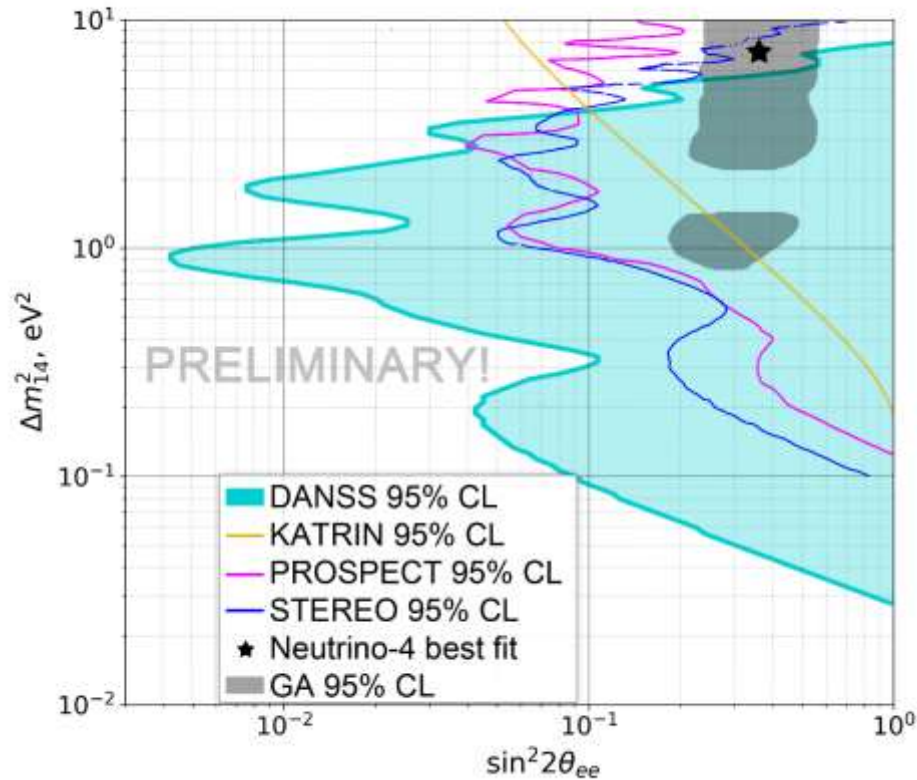 10¹
10⁰
Δm²₁₄, eV²
PRELIMINARY!
10⁻¹
DANSS 95% CL
KATRIN 95% CL
PROSPECT 95% CL
STEREO 95% CL
Neutrino-4 best fit
GA 95% CL
10⁻²
10⁻² 10⁻¹ 10⁰
sin²2θₑₑ